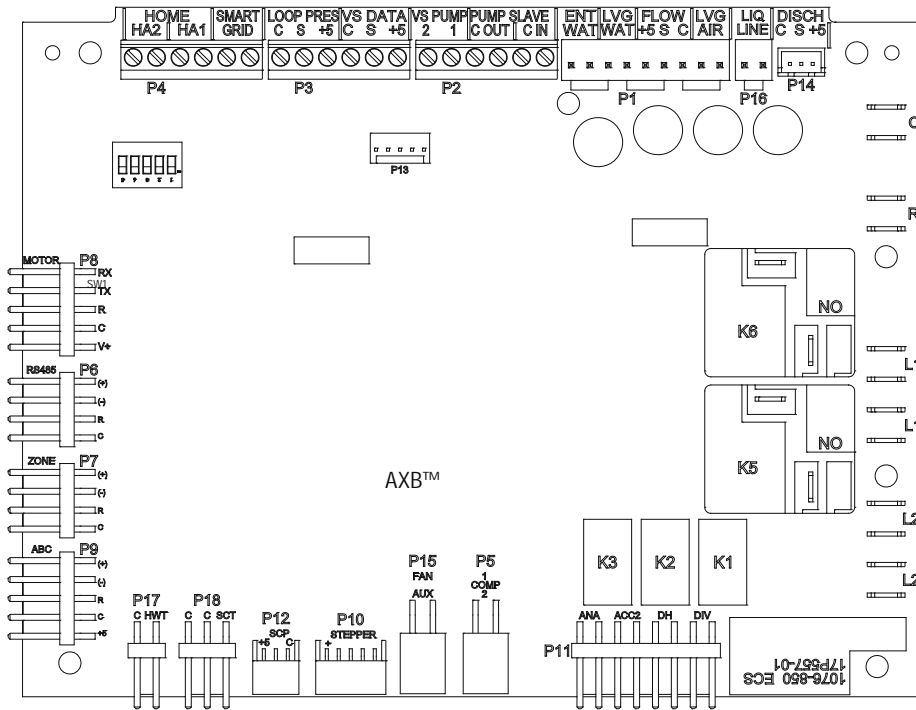 HOME SMART LOOP PRES VS DATA VS PUMP PUMP SLAVE ENT LVG FLOW LVG LIQ DISCH
HA2 HA1 GRID C S +5 C S +5 2 1 C OUT C IN WAT WAT +5 S C AIR LINE C S +5
P4 P3 P2 P1 P16 P14
C
P13
R
MOTOR P8
RX
SW1
TX
R
C
V+
NO
K6
L1
RS485 P6
(+)
(-)
R
C
L1
NO
K5
ZONE P7
(+)
(-)
R
C
AXB™
L2
ABC P9
(+)
(-)
R
C
+5
L2
K3 K2 K1
P17
C HWT
P18
C C SCT
P12
SCP
+5 C
P10
STEPPER
+
P15
FAN
AUX
P5
1
COMP
2
ANA ACC2 DH DIV
P11
17P557-01
1076-850 ECS